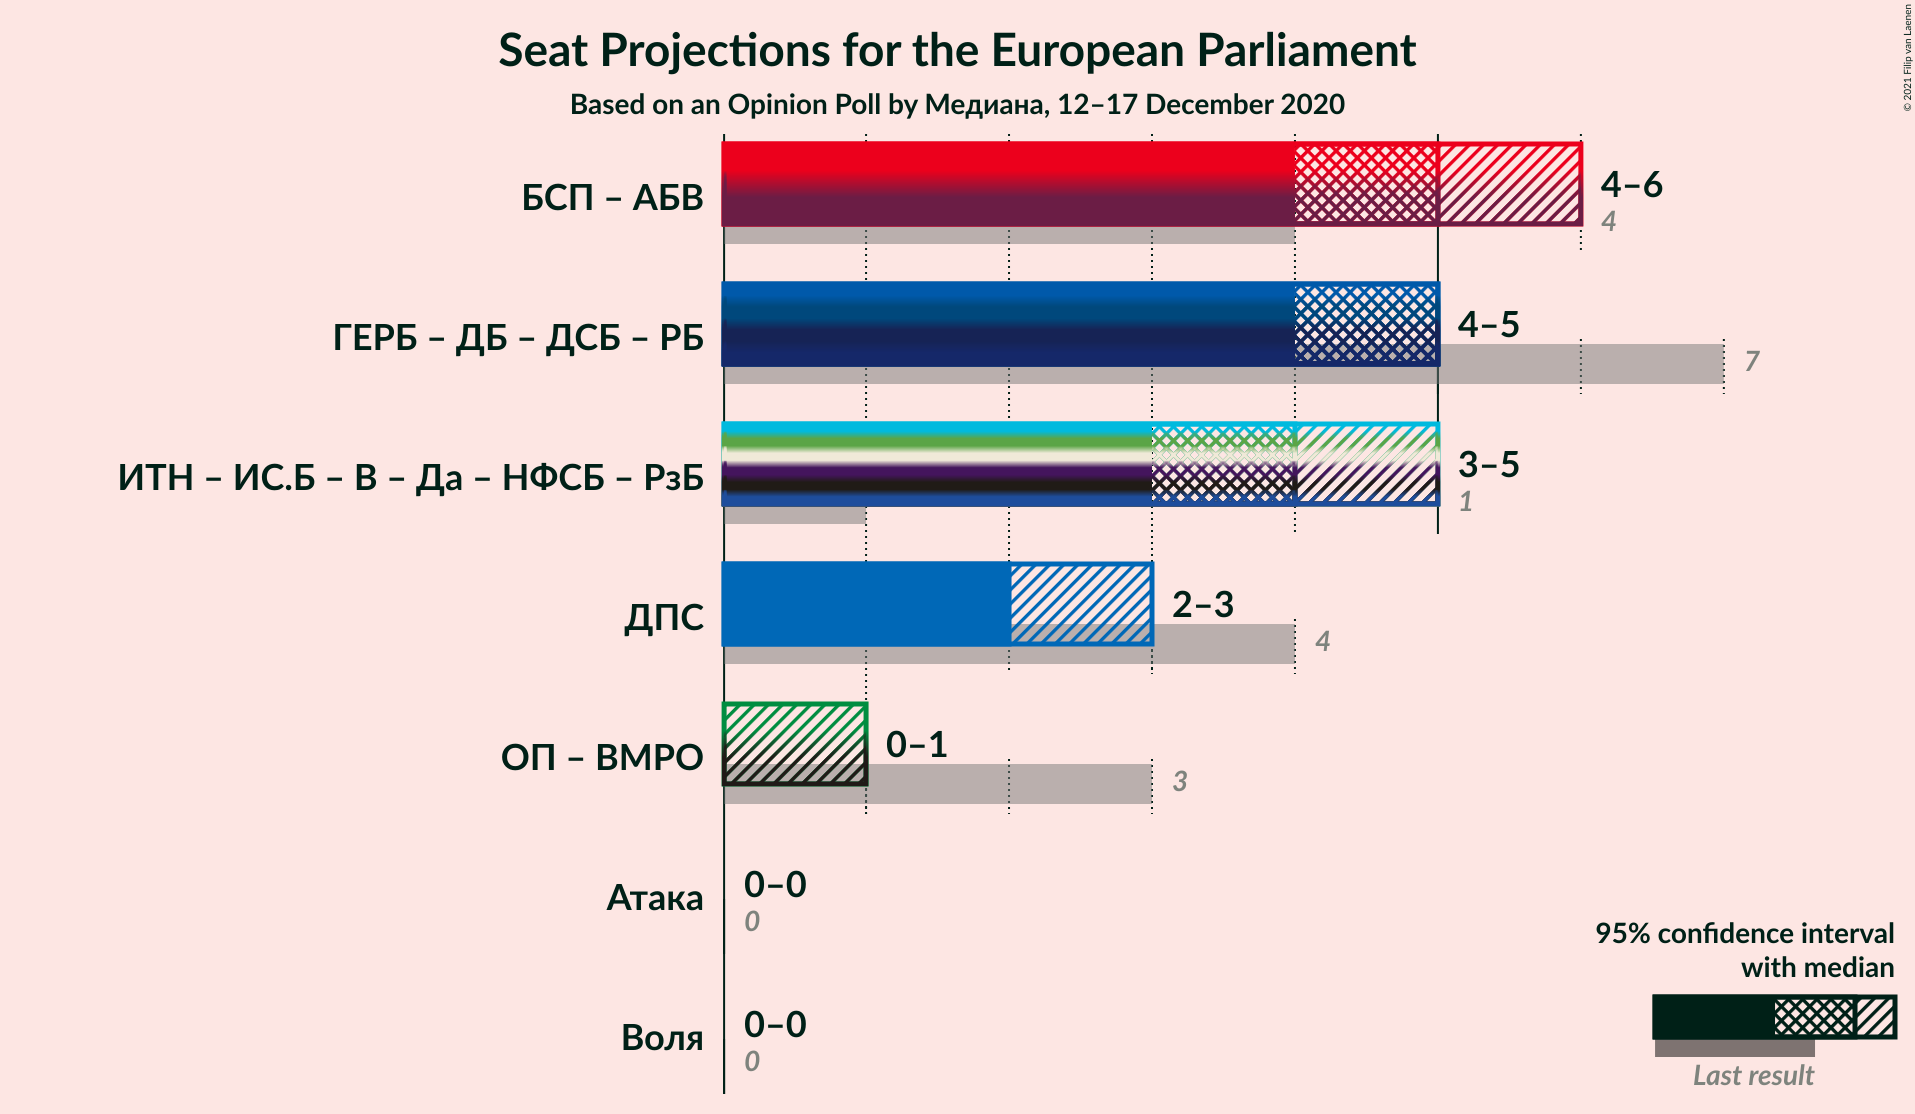 Seat Projections for the European Parliament
Based on an Opinion Poll by Медиана, 12–17 December 2020
© 2021 Filip van Laenen
БСП – АБВ
4–6
4
ГЕРБ – ДБ – ДСБ – РБ
4–5
7
ИТН – ИС.Б – В – Да – НФСБ – РзБ
3–5
1
ДПС
2–3
4
ОП – ВМРО
0–1
3
Атака
0–0
0
Воля
0–0
0
95% confidence interval
with median
Last result